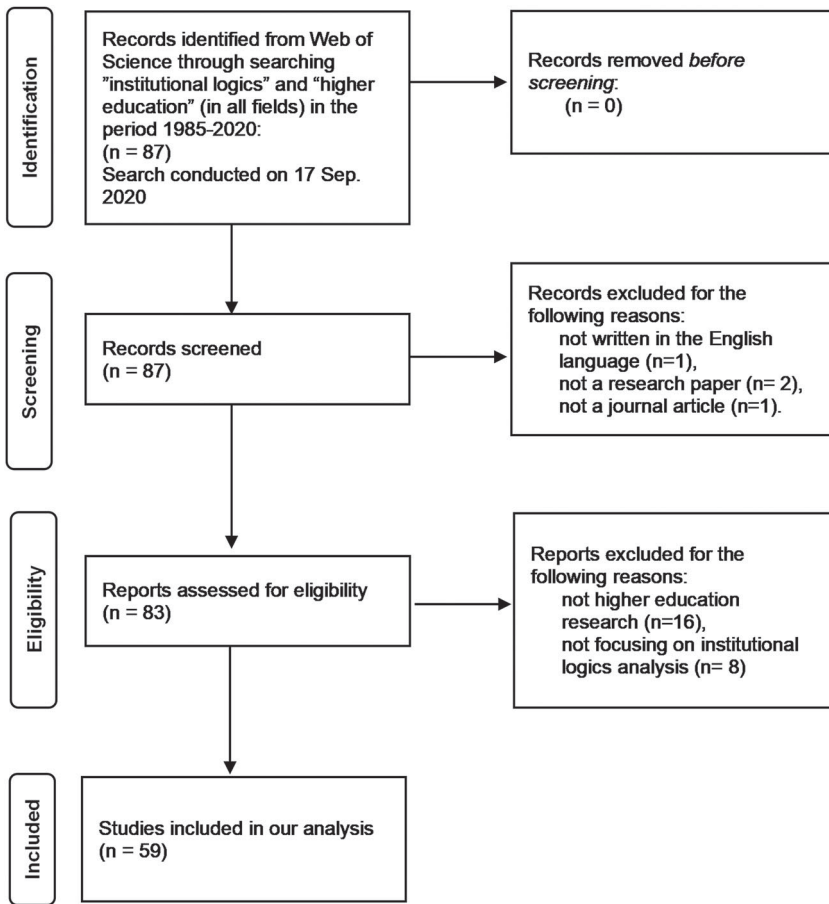 Identification
Records identified from Web of
Science through searching
”institutional logics” and “higher
education” (in all fields) in the
period 1985-2020:
(n = 87)
Search conducted on 17 Sep.
2020
Records removed before
screening:
(n = 0)
Screening
Records screened
(n = 87)
Records excluded for the
following reasons:
not written in the English
language (n=1),
not a research paper (n= 2),
not a journal article (n=1).
Eligibility
Reports assessed for eligibility
(n = 83)
Reports excluded for the
following reasons:
not higher education
research (n=16),
not focusing on institutional
logics analysis (n= 8)
Included
Studies included in our analysis
(n = 59)